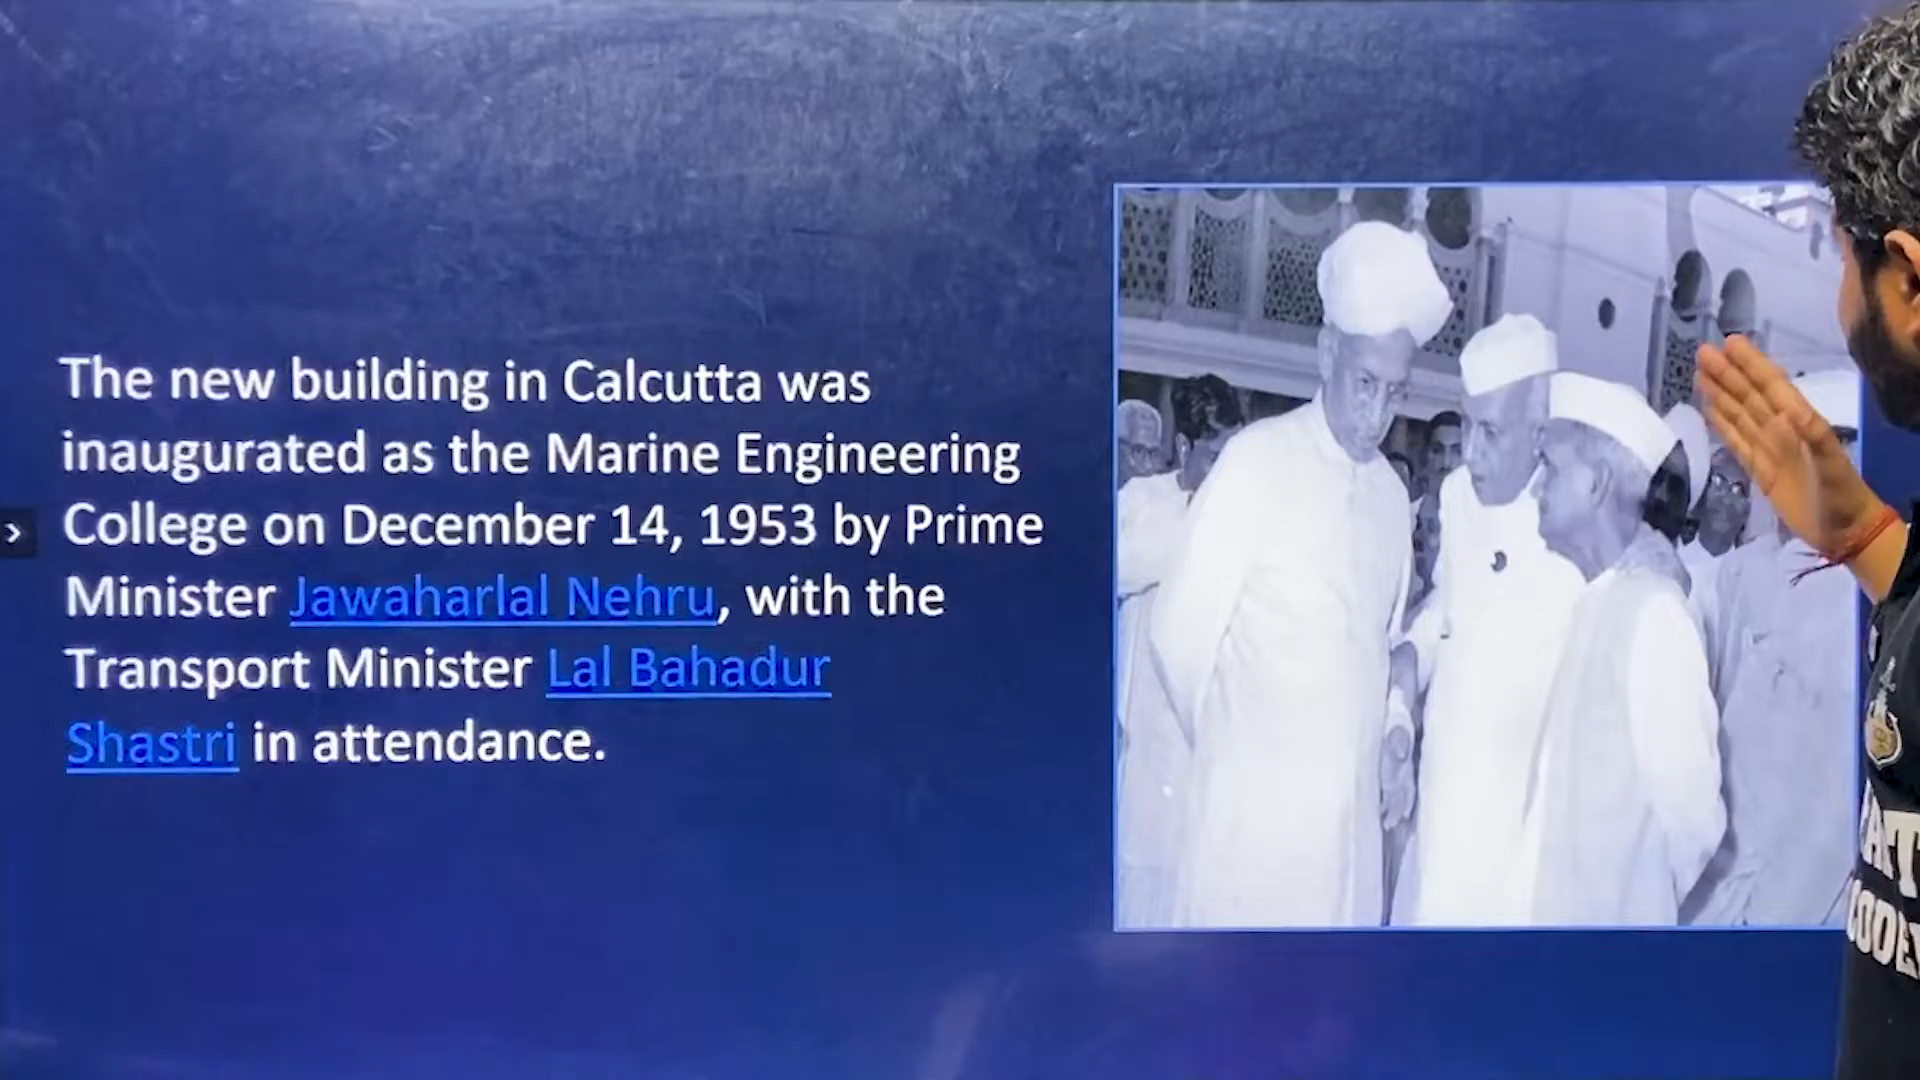 The new building in Calcutta was
inaugurated as the Marine Engineering
College on December 14, 1953 by Prime
Minister Jawaharlal Nehru, with the
Transport Minister Lal Bahadur
Shastri in attendance.